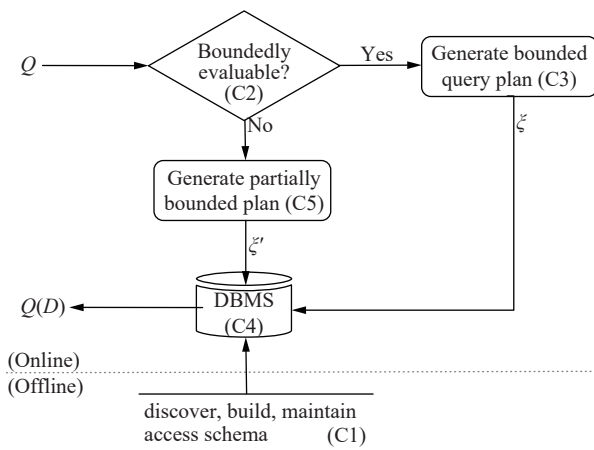 Q
Boundedly
evaluable?
(C2)
Yes
Generate bounded
query plan (C3)
No
ξ
Generate partially
bounded plan (C5)
ξ′
Q(D)
DBMS
(C4)
(Online)
(Offline)
discover, build, maintain
access schema (C1)